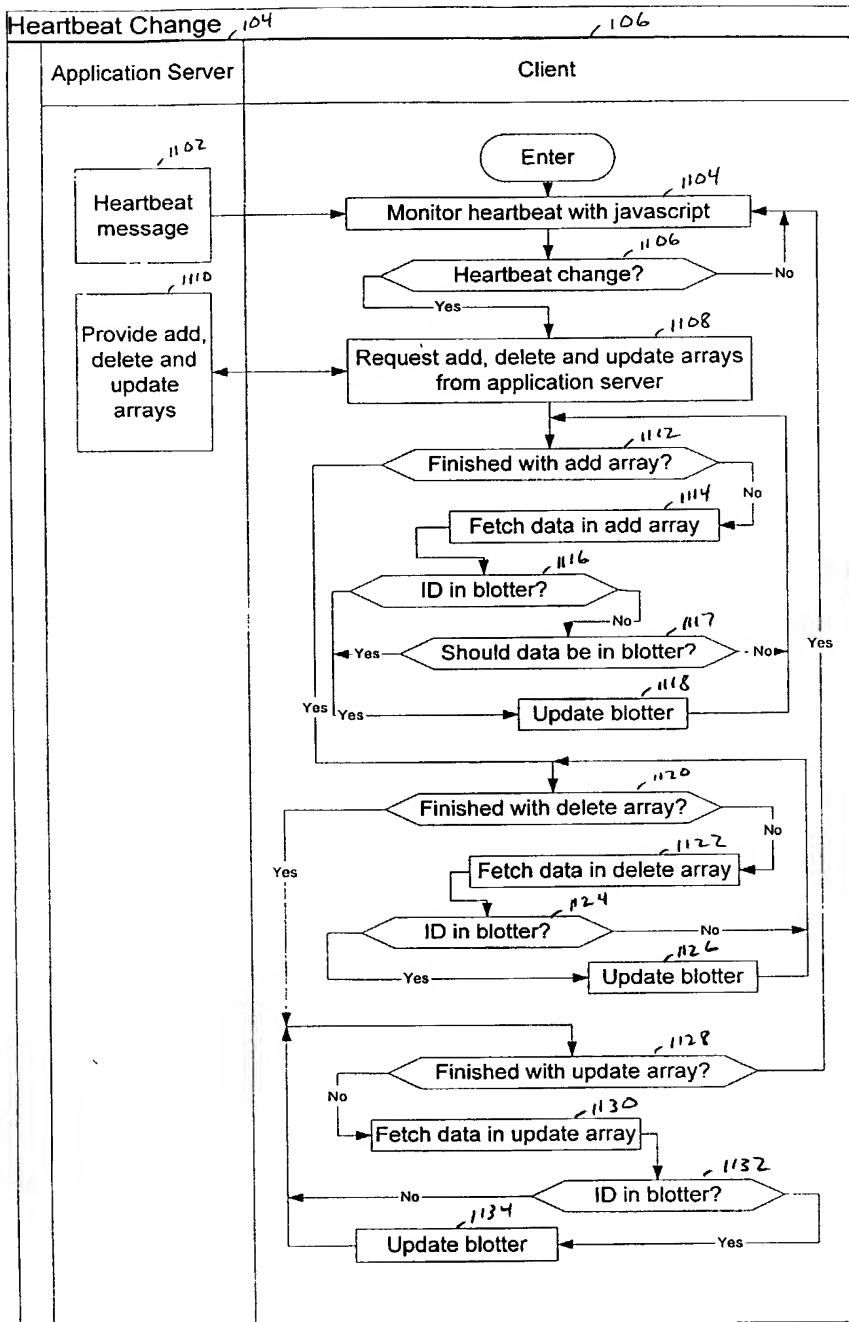 Heartbeat Change 104 106
Application Server
Client
1102
Enter
1104
Heartbeat
message
Monitor heartbeat with javascript
1106
Heartbeat change?
No
1110
Yes
1108
Provide add,
delete and
update
arrays
Request add, delete and update arrays
from application server
1112
Finished with add array?
No
1114
Fetch data in add array
1116
ID in blotter?
No
1117
Yes
Should data be in blotter?
No
Yes
1118
Yes
Yes
Update blotter
1120
Finished with delete array?
No
1122
Yes
Fetch data in delete array
1124
ID in blotter?
No
1126
Yes
Update blotter
1128
Finished with update array?
No
1130
Fetch data in update array
1132
No
ID in blotter?
1134
Update blotter
Yes